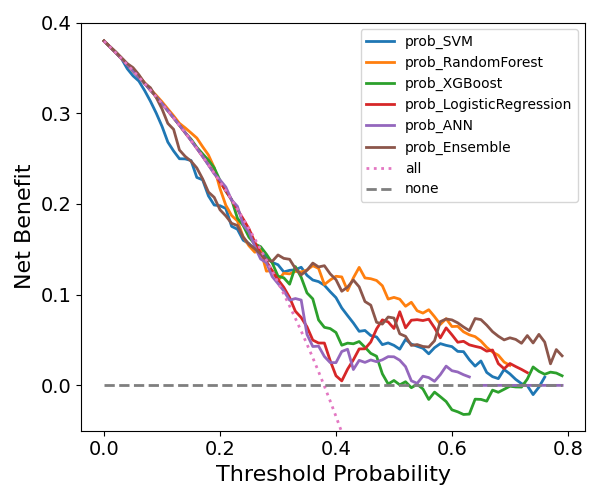 0.4
0.3
0.2
0.1
0.0
Net Benefit
prob_SVM
prob_RandomForest
prob_XGBoost
prob_LogisticRegression
prob_ANN
prob_Ensemble
all
none
0.0 0.2 0.4 0.6 0.8
Threshold Probability